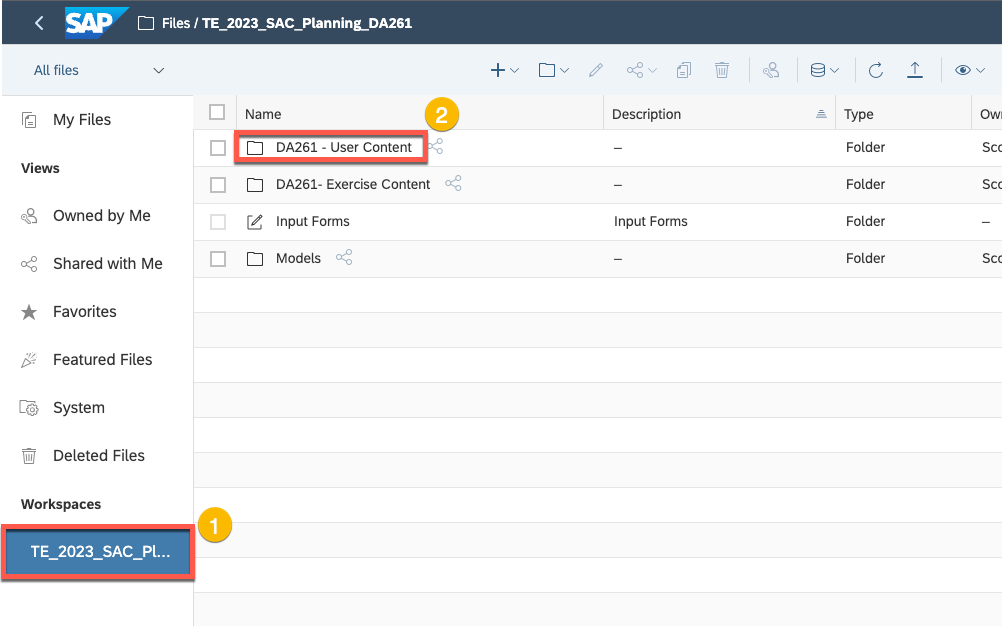 SAP Files / TE_2023_SAC_Planning_DA261
All files
My Files
Views
Owned by Me
Shared with Me
Favorites
Featured Files
System
Deleted Files
Workspaces
TE_2023_SAC_Pl...
1
Name Description Type Own
2
DA261 - User Content – Folder Sco
DA261- Exercise Content – Folder Sco
Input Forms Input Forms Folder –
Models – Folder Sco